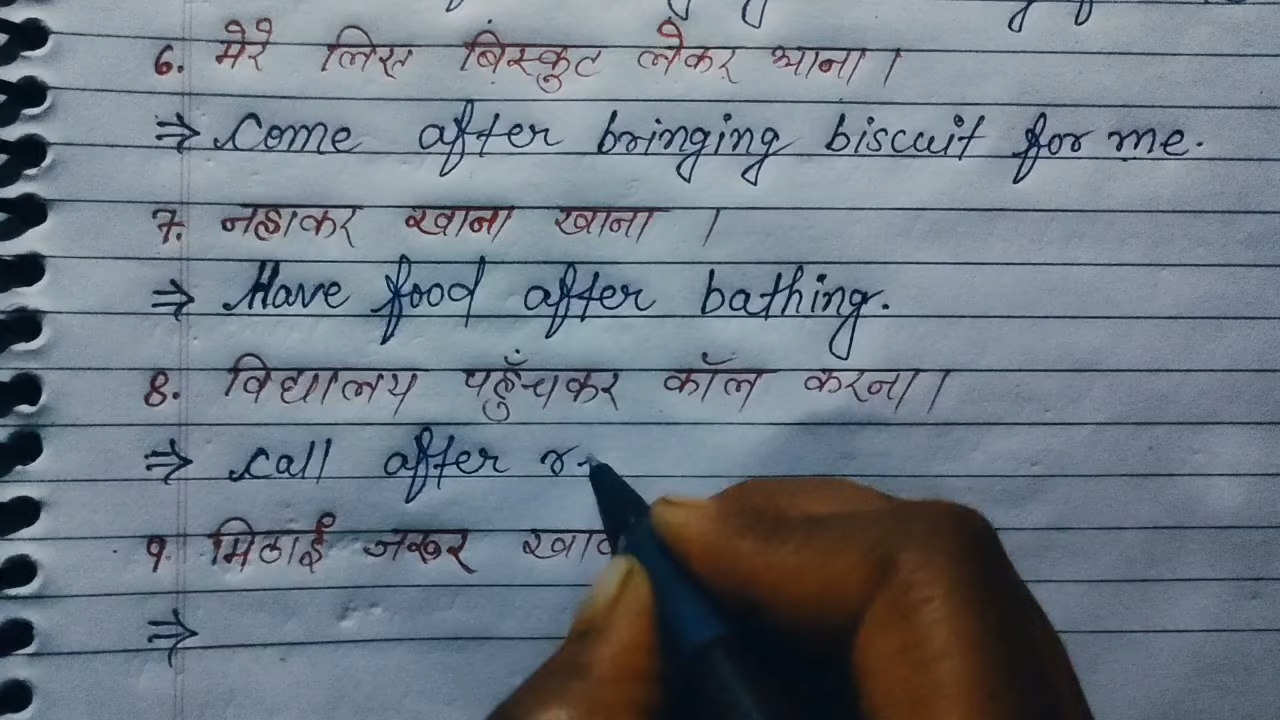 6. मेरे लिए बिस्कुट लेकर आना।
⇒ Come after bringing biscuit for me.
7. नहाकर खाना खाना ।
⇒ Have food after bathing.
8. विद्यालय पहुँचकर कॉल करना।
⇒ Call after
9. मिठाई जरूर
⇒